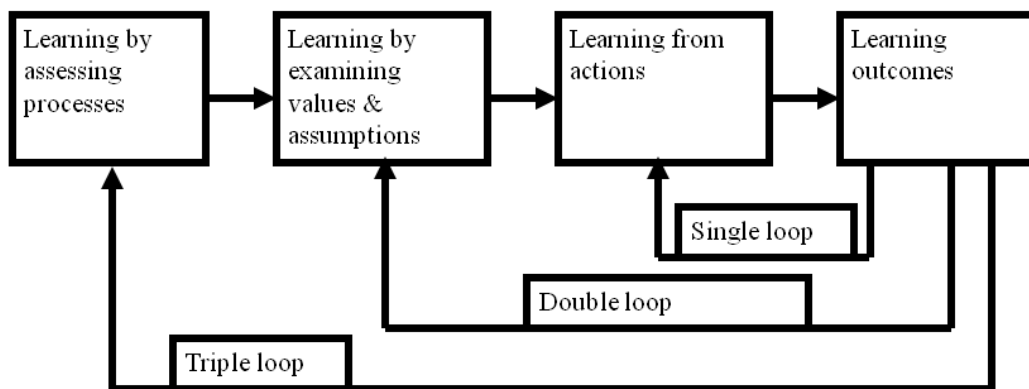 Learning by
assessing
processes
Learning by
examining
values &
assumptions
Learning from
actions
Learning
outcomes
Single loop
Double loop
Triple loop